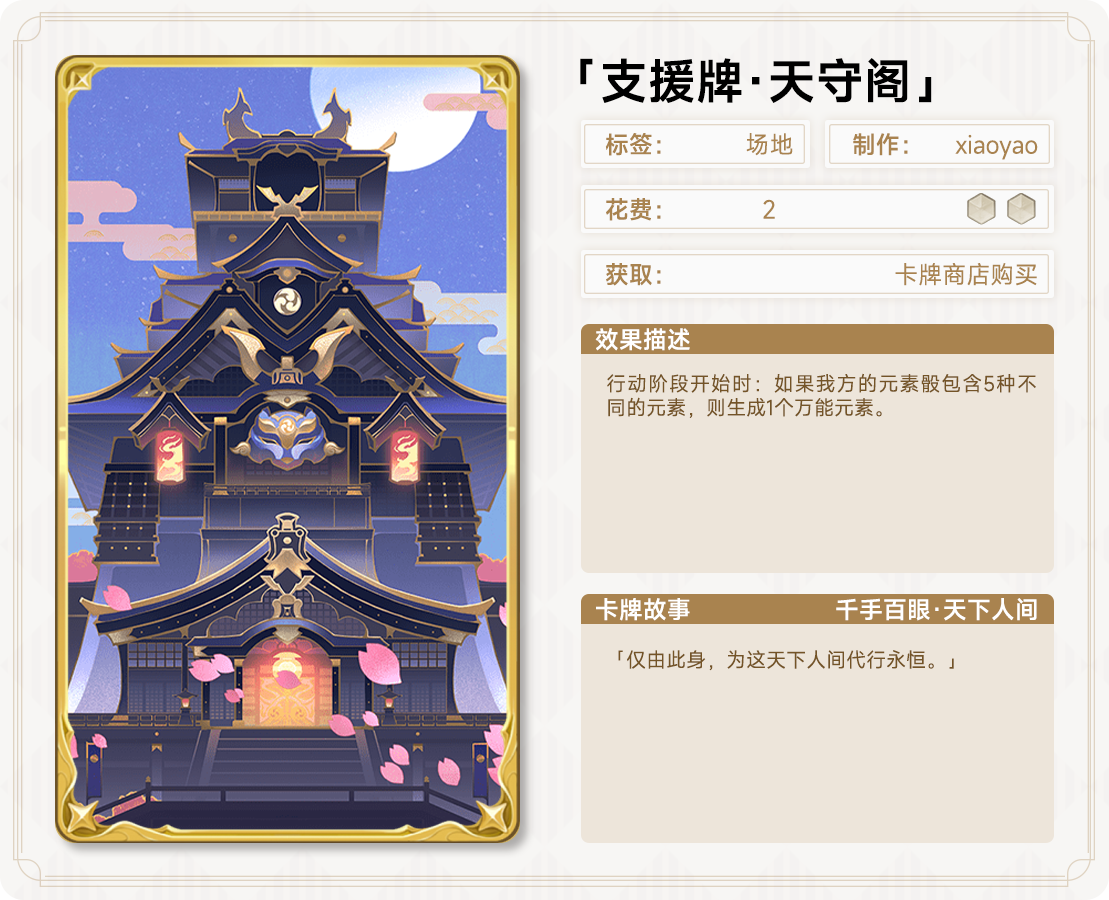 「支援牌·天守阁」
标签： 场地 制作： xiaoyao
花费： 2
获取： 卡牌商店购买
效果描述
行动阶段开始时：如果我方的元素骰包含5种不
同的元素，则生成1个万能元素。
卡牌故事 千手百眼·天下人间
「仅由此身，为这天下人间代行永恒。」